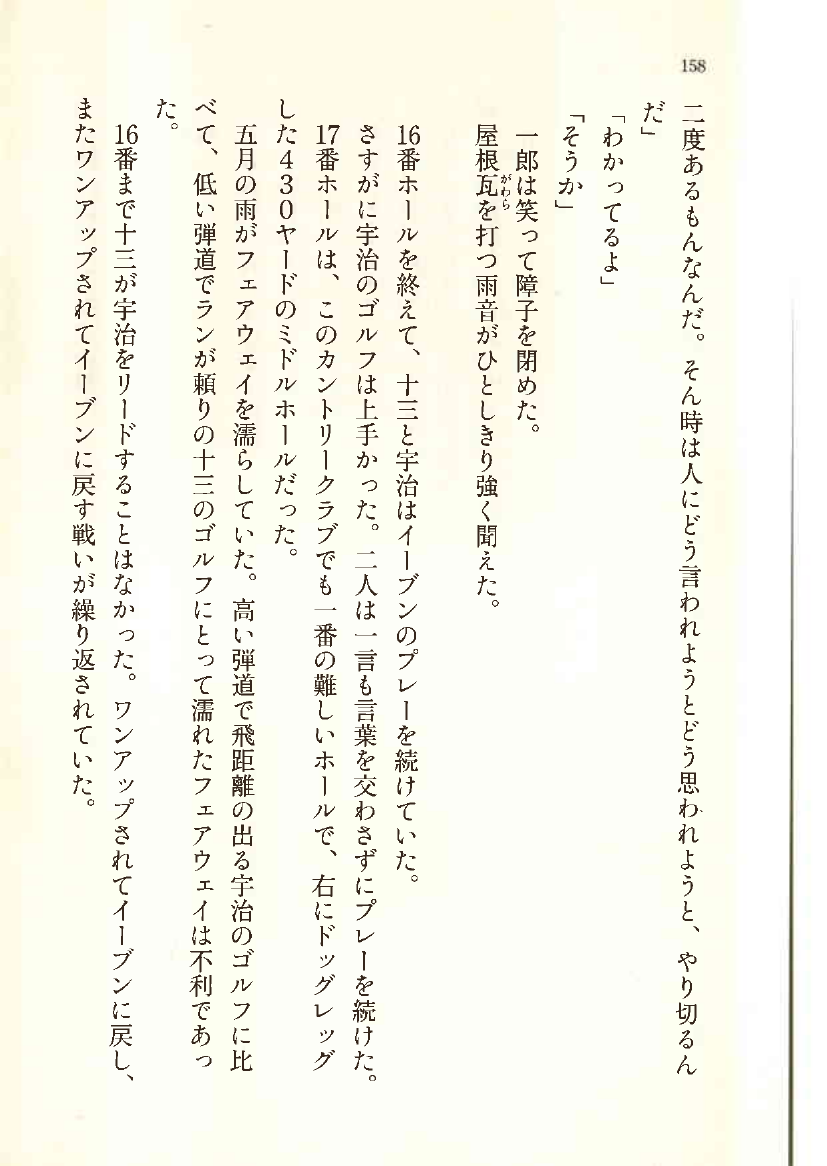 158
二度あるもんなんだ。そん時は人にどう言われようとどう思われようと、やり切るん
だ」
「わかってるよ」
「そうか」
一郎は笑って障子を閉めた。
屋根瓦を打つ雨音がひとしきり強く聞えた。
がわら
16番ホールを終えて、十三と宇治はイーブンのプレーを続けていた。
さすがに宇治のゴルフは上手かった。二人は一言も言葉を交わさずにプレーを続けた。
17番ホールは、このカントリークラブでも一番の難しいホールで、右にドッグレッグ
した430ヤードのミドルホールだった。
五月の雨がフェアウェイを濡らしていた。高い弾道で飛距離の出る宇治のゴルフに比
べて、低い弾道でランが頼りの十三のゴルフにとって濡れたフェアウェイは不利であっ
た。
16番まで十三が宇治をリードすることはなかった。ワンアップされてイーブンに戻し、
またワンアップされてイーブンに戻す戦いが繰り返されていた。